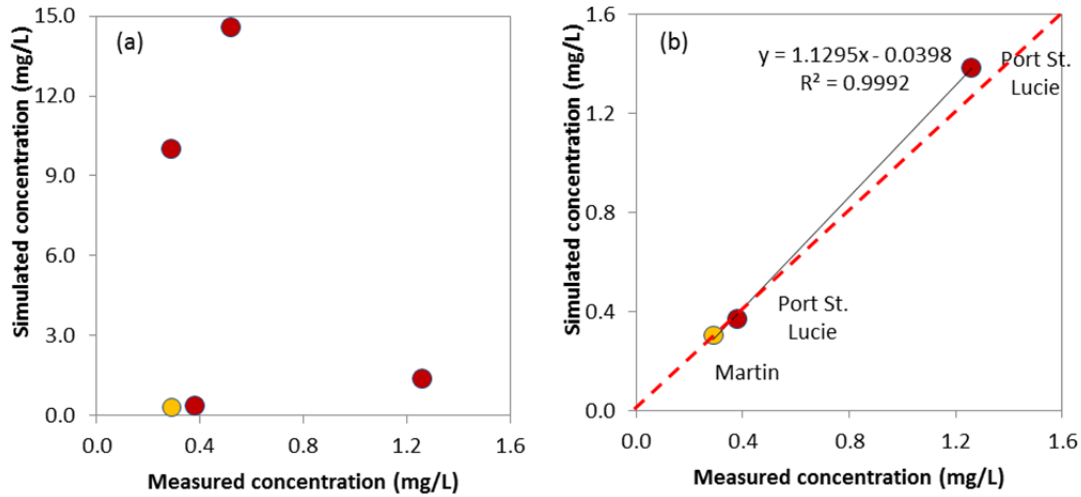 (a)
Simulated concentration (mg/L)
15.0
12.0
9.0
6.0
3.0
0.0
0.0
0.4
0.8
1.2
1.6
Measured concentration (mg/L)
(b)
y = 1.1295x - 0.0398
R² = 0.9992
Port St.
Lucie
Port St.
Lucie
Martin
Simulated concentration (mg/L)
1.6
1.2
0.8
0.4
0.0
0.0
0.4
0.8
1.2
1.6
Measured concentration (mg/L)